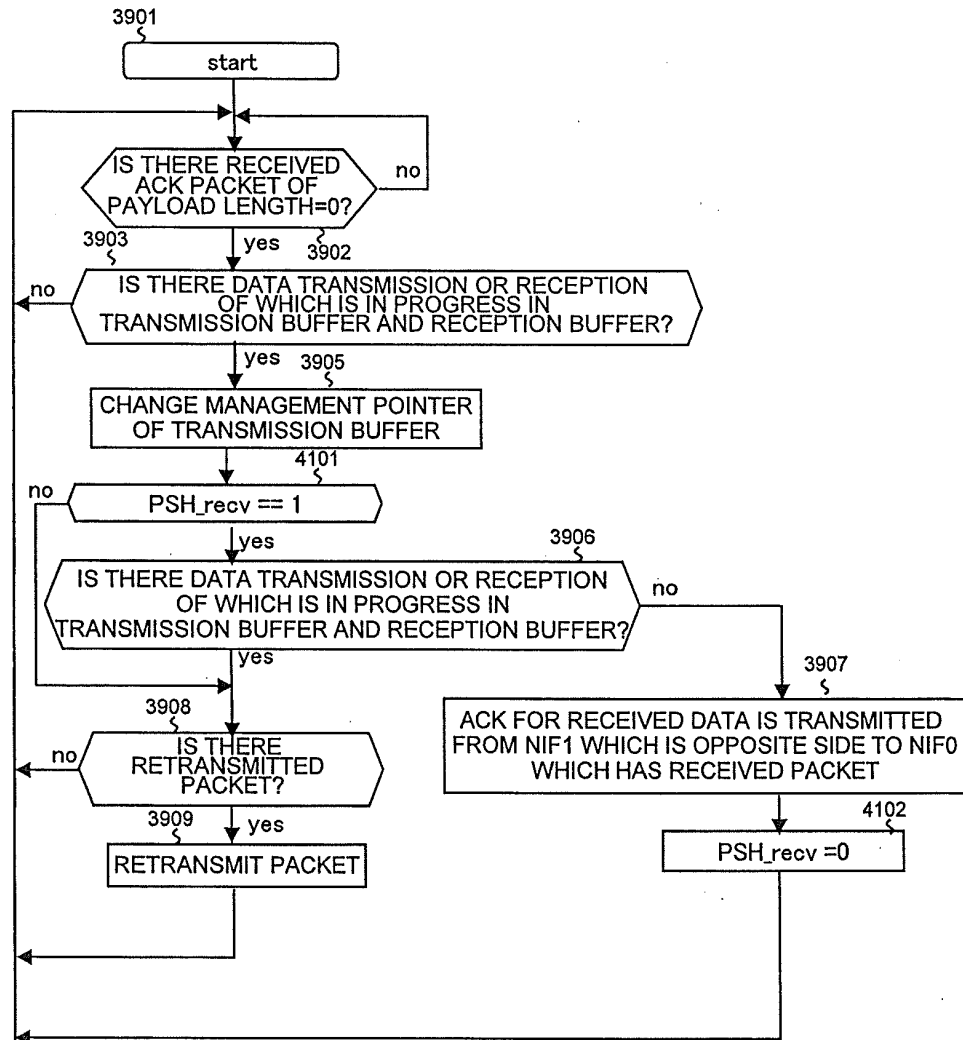 3901
start
IS THERE RECEIVED
ACK PACKET OF
PAYLOAD LENGTH=0?
no
3903
yes
3902
no
IS THERE DATA TRANSMISSION OR RECEPTION
OF WHICH IS IN PROGRESS IN
TRANSMISSION BUFFER AND RECEPTION BUFFER?
yes
3905
CHANGE MANAGEMENT POINTER
OF TRANSMISSION BUFFER
4101
no
PSH_recv == 1
yes
3906
IS THERE DATA TRANSMISSION OR RECEPTION
OF WHICH IS IN PROGRESS IN
TRANSMISSION BUFFER AND RECEPTION BUFFER?
no
yes
3907
ACK FOR RECEIVED DATA IS TRANSMITTED
FROM NIF1 WHICH IS OPPOSITE SIDE TO NIF0
WHICH HAS RECEIVED PACKET
3908
IS THERE
RETRANSMITTED
PACKET?
no
yes
3909
RETRANSMIT PACKET
4102
PSH_recv =0